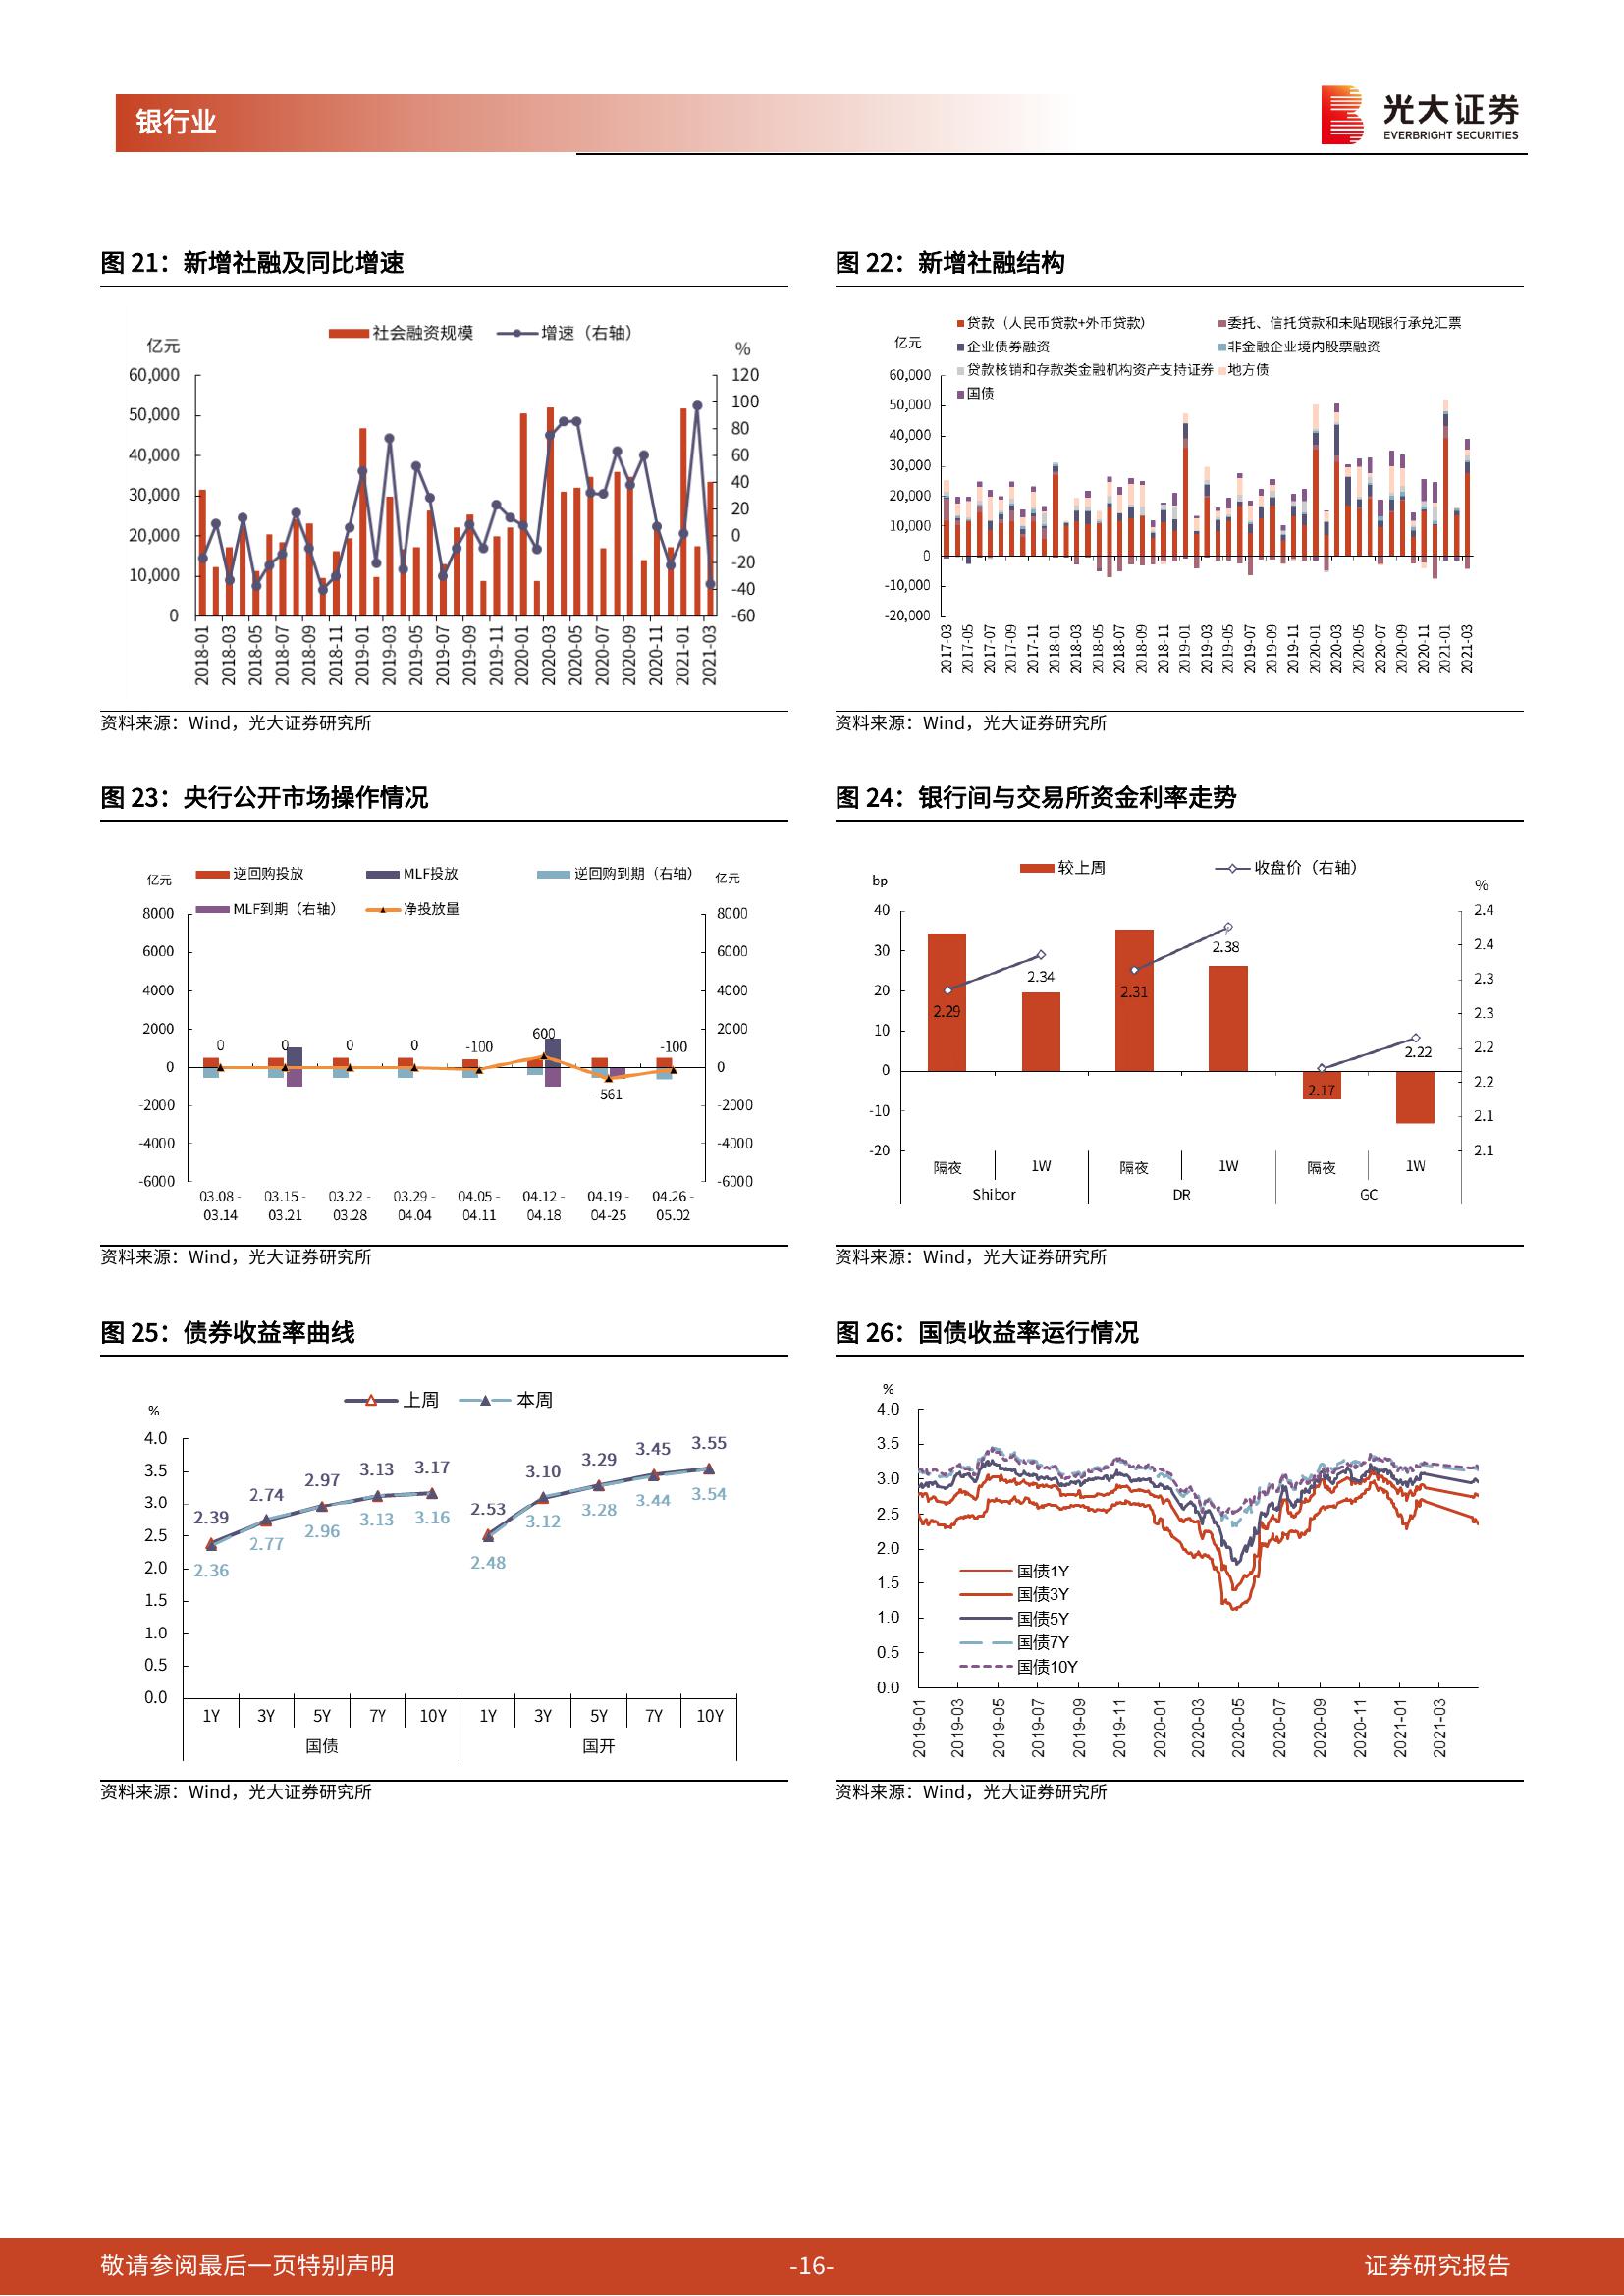 银行业
光大证券
EVERBRIGHT SECURITIES
图 21：新增社融及同比增速
社会融资规模 增速（右轴）
亿元 %
60,000 120
50,000 100
40,000 80
30,000 60
20,000 40
10,000 20
0 0
-20
-40
-60
2018-01 2018-03 2018-05 2018-07 2018-09 2018-11 2019-01 2019-03 2019-05 2019-07 2019-09 2019-11 2020-01 2020-03 2020-05 2020-07 2020-09 2020-11 2021-01 2021-03
资料来源：Wind，光大证券研究所
图 22：新增社融结构
贷款（人民币贷款+外币贷款） 委托、信托贷款和未贴现银行承兑汇票
企业债券融资 非金融企业境内股票融资
贷款核销和存款类金融机构资产支持证券 地方债
国债
亿元
60,000
50,000
40,000
30,000
20,000
10,000
0
-10,000
-20,000
2017-03 2017-05 2017-07 2017-09 2017-11 2018-01 2018-03 2018-05 2018-07 2018-09 2018-11 2019-01 2019-03 2019-05 2019-07 2019-09 2019-11 2020-01 2020-03 2020-05 2020-07 2020-09 2020-11 2021-01 2021-03
资料来源：Wind，光大证券研究所
图 23：央行公开市场操作情况
亿元 逆回购投放 MLF投放 逆回购到期（右轴） 亿元
MLF到期（右轴） 净投放量
8000 8000
6000 6000
4000 4000
2000 2000
0 0
-2000 -2000
-4000 -4000
-6000 -6000
0 0 0 0 -100 600 -561 -100
03.08 - 03.15 - 03.22 - 03.29 - 04.05 - 04.12 - 04.19 - 04.26 -
03.14 03.21 03.28 04.04 04.11 04.18 04-25 05.02
资料来源：Wind，光大证券研究所
图 24：银行间与交易所资金利率走势
较上周 收盘价（右轴）
bp %
40 2.4
30 2.4
20 2.3
10 2.3
0 2.2
-10 2.2
-20 2.1
2.1
2.29 2.34 2.31 2.38 2.17 2.22
隔夜 1W 隔夜 1W 隔夜 1W
Shibor DR GC
资料来源：Wind，光大证券研究所
图 25：债券收益率曲线
上周 本周
%
4.0
3.5
3.0
2.5
2.0
1.5
1.0
0.5
0.0
2.39 2.74 2.97 3.13 3.17 2.53 3.10 3.29 3.45 3.55
2.36 2.77 2.96 3.13 3.16 2.48 3.12 3.28 3.44 3.54
1Y 3Y 5Y 7Y 10Y 1Y 3Y 5Y 7Y 10Y
国债 国开
资料来源：Wind，光大证券研究所
图 26：国债收益率运行情况
%
4.0
3.5
3.0
2.5
2.0
1.5
1.0
0.5
0.0
国债1Y
国债3Y
国债5Y
国债7Y
国债10Y
2019-01 2019-03 2019-05 2019-07 2019-09 2019-11 2020-01 2020-03 2020-05 2020-07 2020-09 2020-11 2021-01 2021-03
资料来源：Wind，光大证券研究所
敬请参阅最后一页特别声明 -16- 证券研究报告